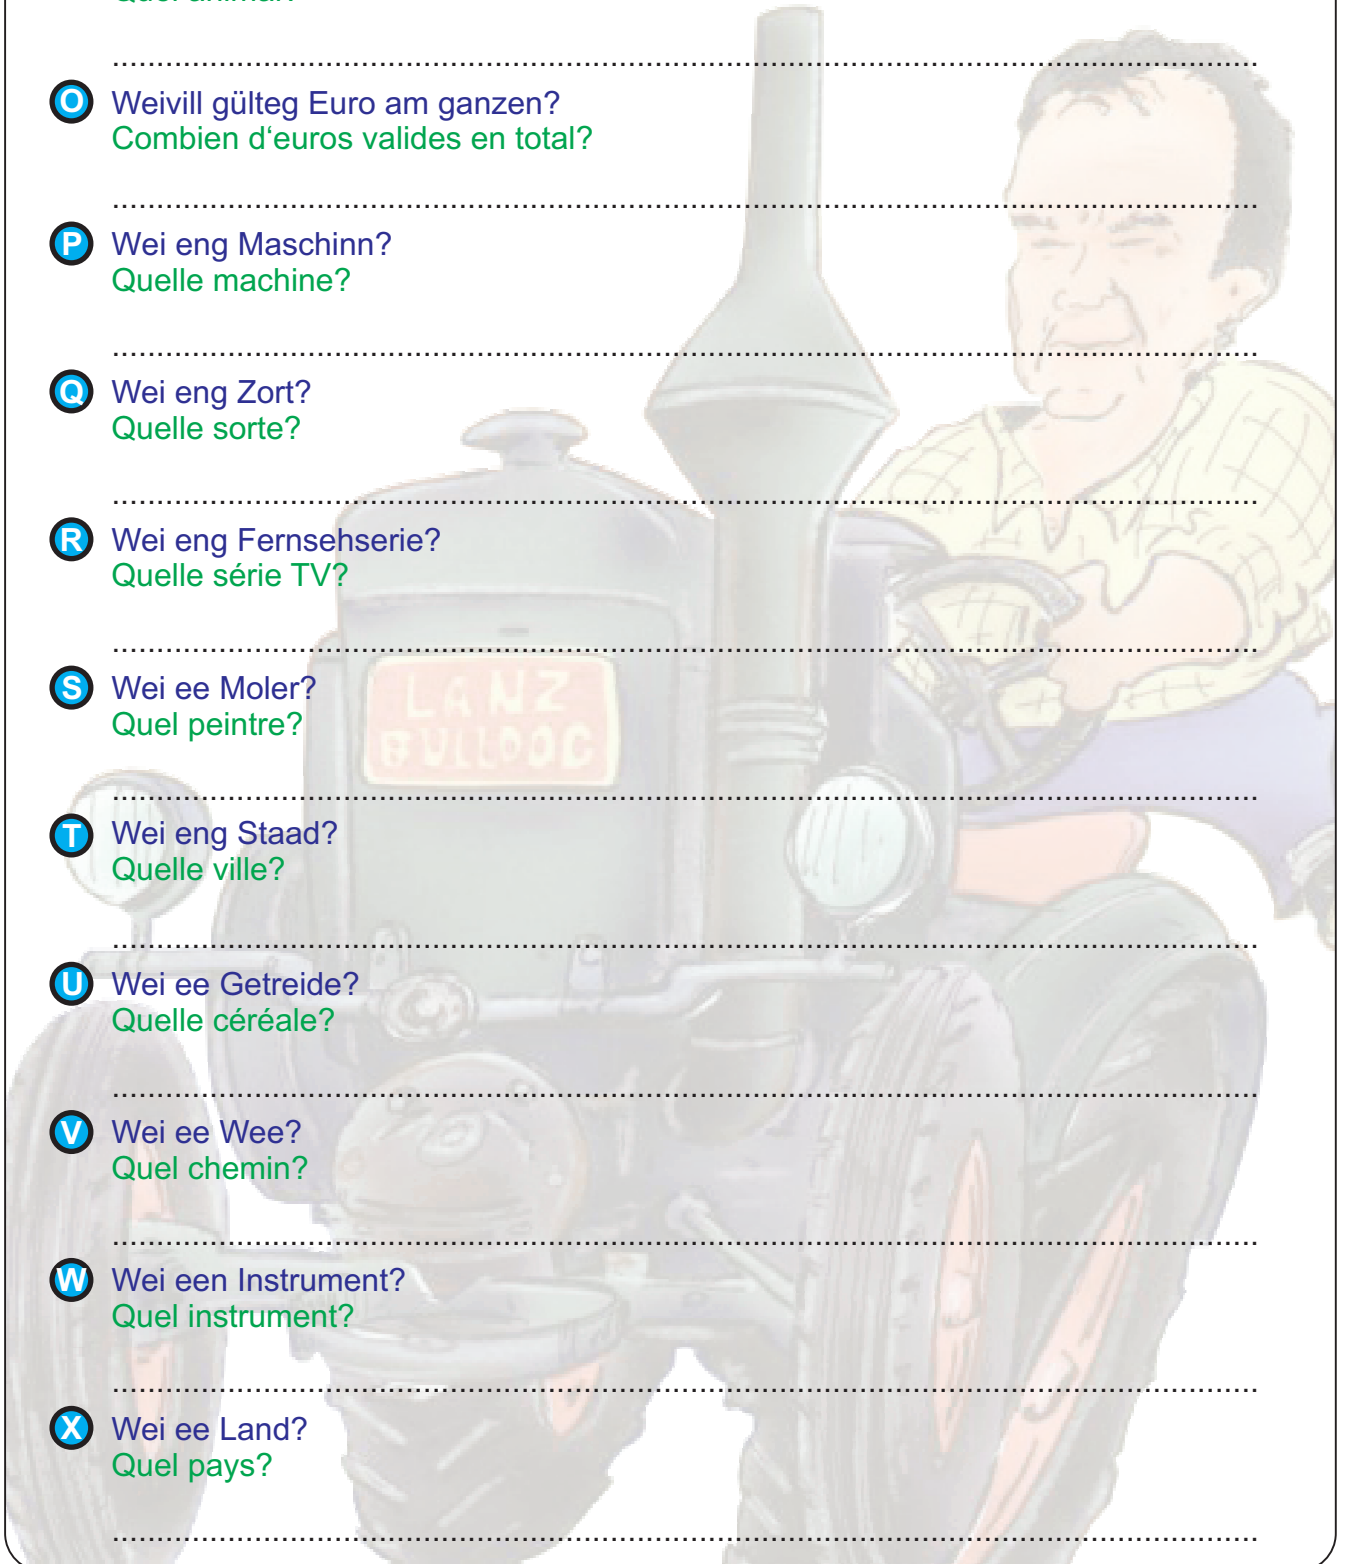 ..........
O Weivill gülteg Euro am ganzen?
Combien d‘euros valides en total?
..........
P Wei eng Maschinn?
Quelle machine?
..........
Q Wei eng Zort?
Quelle sorte?
..........
R Wei eng Fernsehserie?
Quelle série TV?
..........
LANZ
BULLDOG
S Wei ee Moler?
Quel peintre?
..........
T Wei eng Staad?
Quelle ville?
..........
U Wei ee Getreide?
Quelle céréale?
..........
V Wei ee Wee?
Quel chemin?
..........
W Wei een Instrument?
Quel instrument?
..........
X Wei ee Land?
Quel pays?
..........